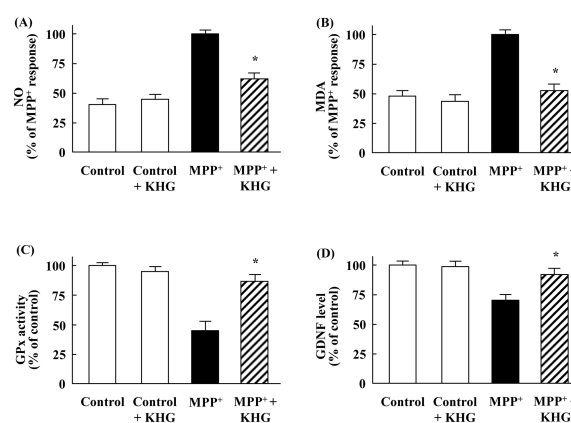 (A)
NO
(% of MPP⁺ response)
100
75
50
25
0
*
Control
Control
+ KHG
MPP⁺
MPP⁺ +
KHG
(B)
MDA
(% of MPP⁺ response)
100
75
50
25
0
*
Control
Control
+ KHG
MPP⁺
MPP⁺ +
KHG
(C)
GPx activity
(% of control)
100
75
50
25
0
*
Control
Control
+ KHG
MPP⁺
MPP⁺ +
KHG
(D)
GDNF level
(% of control)
100
75
50
25
0
*
Control
Control
+ KHG
MPP⁺
MPP⁺ +
KHG